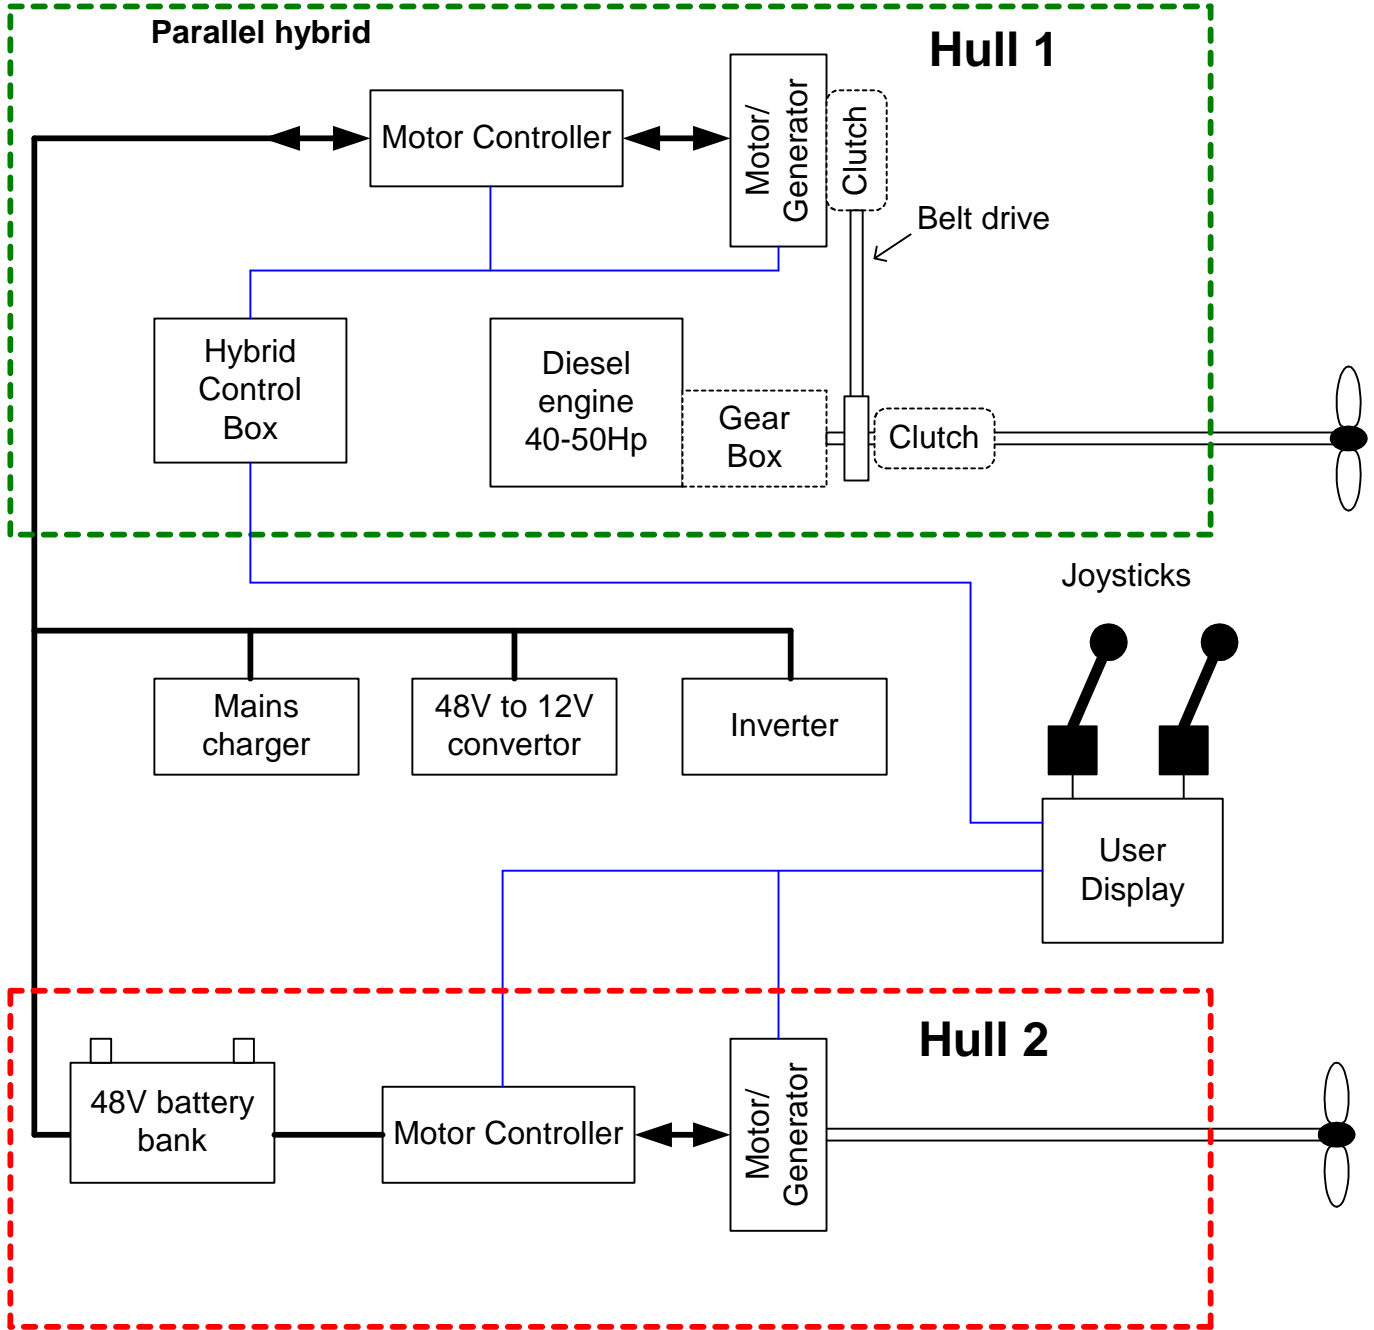 Parallel hybrid
Hull 1
Motor Controller
Motor/
Generator
Clutch
Belt drive
Hybrid
Control
Box
Diesel
engine
40-50Hp
Gear
Box
Clutch
Joysticks
Mains
charger
48V to 12V
convertor
Inverter
User
Display
Hull 2
48V battery
bank
Motor Controller
Motor/
Generator